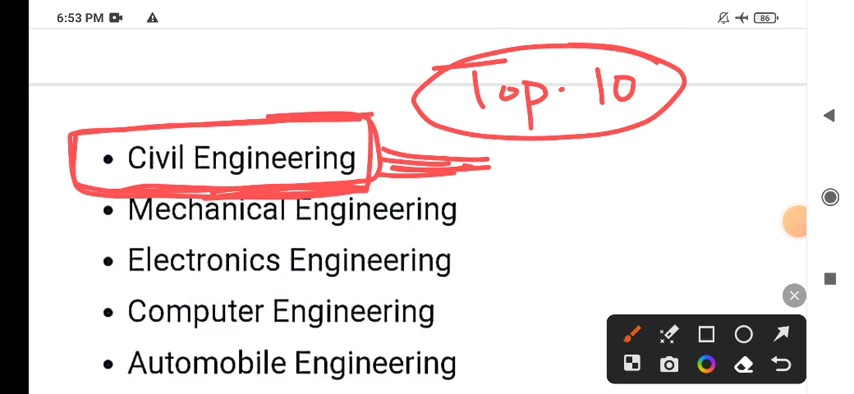 6:53 PM
86
Top. 10
• Civil Engineering
• Mechanical Engineering
• Electronics Engineering
• Computer Engineering
• Automobile Engineering